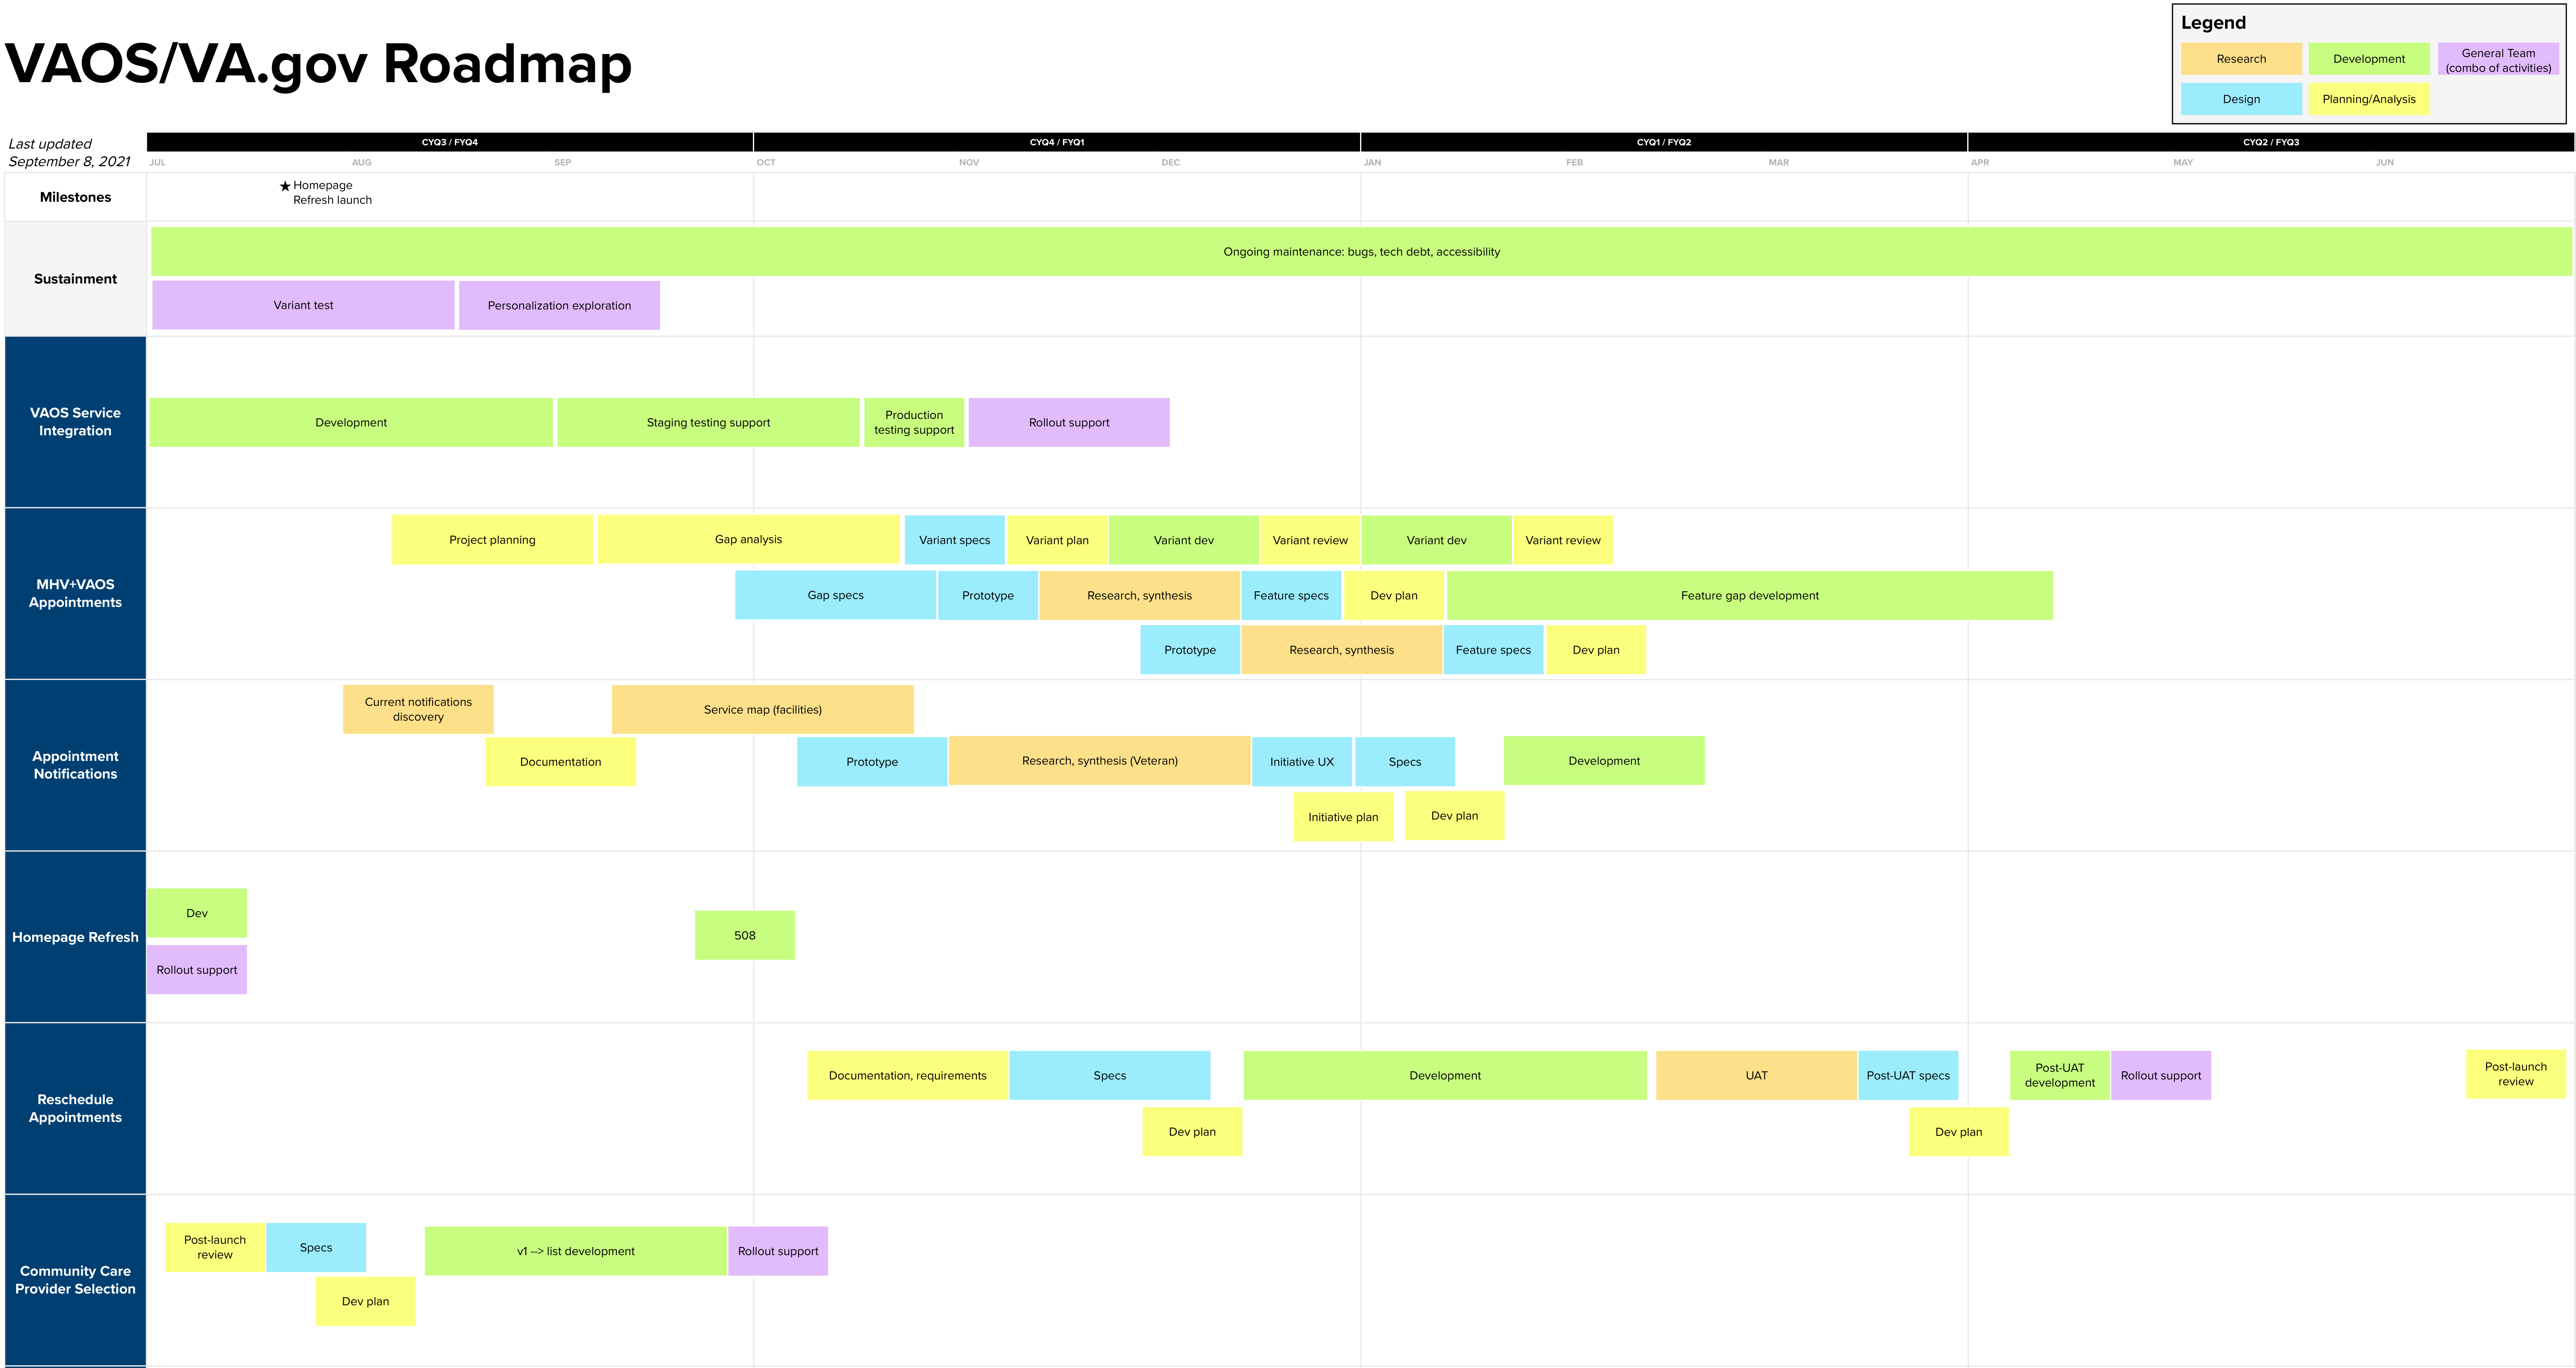 VAOS/VA.gov Roadmap
Legend
Research
Development
General Team
(combo of activities)
Design
Planning/Analysis
Last updated
September 8, 2021
CYQ3 / FYQ4
CYQ4 / FYQ1
CYQ1 / FYQ2
CYQ2 / FYQ3
JUL
AUG
SEP
OCT
NOV
DEC
JAN
FEB
MAR
APR
MAY
JUN
Milestones
★ Homepage
Refresh launch
Sustainment
Ongoing maintenance: bugs, tech debt, accessibility
Variant test
Personalization exploration
VAOS Service
Integration
Development
Staging testing support
Production
testing support
Rollout support
MHV+VAOS
Appointments
Project planning
Gap analysis
Variant specs
Variant plan
Variant dev
Variant review
Variant dev
Variant review
Gap specs
Prototype
Research, synthesis
Feature specs
Dev plan
Feature gap development
Prototype
Research, synthesis
Feature specs
Dev plan
Appointment
Notifications
Current notifications
discovery
Service map (facilities)
Documentation
Prototype
Research, synthesis (Veteran)
Initiative UX
Specs
Development
Initiative plan
Dev plan
Homepage Refresh
Dev
508
Rollout support
Reschedule
Appointments
Documentation, requirements
Specs
Development
UAT
Post-UAT specs
Post-UAT
development
Rollout support
Post-launch
review
Dev plan
Dev plan
Community Care
Provider Selection
Post-launch
review
Specs
v1 --> list development
Rollout support
Dev plan